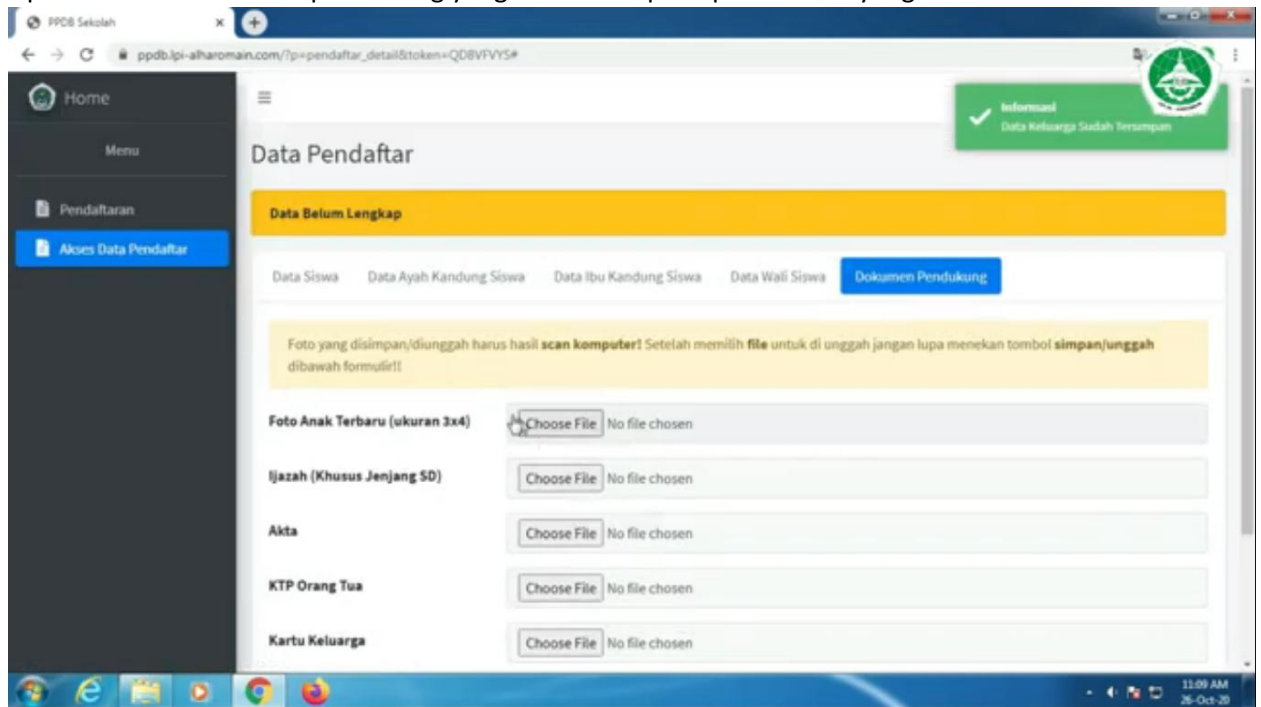 PPDB Sekolah
ppdb.lpi-alharomain.com/?p=pendaftar_detail&token=QDBVFVYS#
Home
Informasi
Data Keluarga Sudah Tersimpan
Menu
Data Pendaftar
Pendaftaran
Data Belum Lengkap
Akses Data Pendaftar
Data Siswa Data Ayah Kandung Siswa Data Ibu Kandung Siswa Data Wali Siswa Dokumen Pendukung
Foto yang disimpan/diunggah harus hasil scan komputer! Setelah memilih file untuk di unggah jangan lupa menekan tombol simpan/unggah
dibawah formulir!!
Foto Anak Terbaru (ukuran 3x4) Choose File No file chosen
Ijazah (Khusus Jenjang SD) Choose File No file chosen
Akta Choose File No file chosen
KTP Orang Tua Choose File No file chosen
Kartu Keluarga Choose File No file chosen
11:09 AM
26-Oct-20